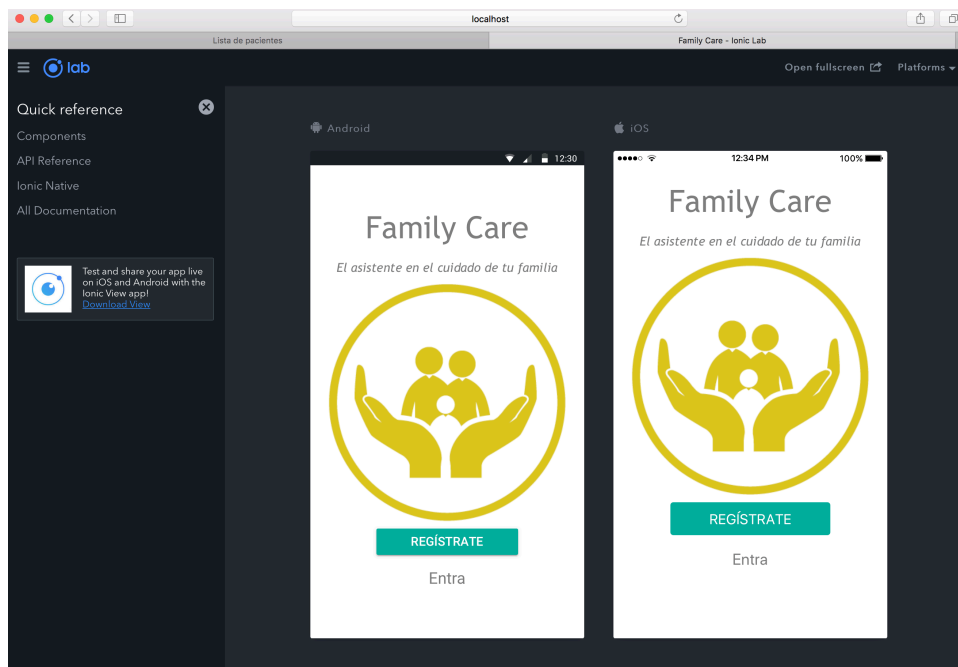 localhost
Lista de pacientes
Family Care - Ionic Lab
lab
Open fullscreen
Platforms
Quick reference
Components
API Reference
Ionic Native
All Documentation
Test and share your app live
on iOS and Android with the
Ionic View app!
Download View
Android
12:30
Family Care
El asistente en el cuidado de tu familia
REGÍSTRATE
Entra
iOS
12:34 PM
100%
Family Care
El asistente en el cuidado de tu familia
REGÍSTRATE
Entra